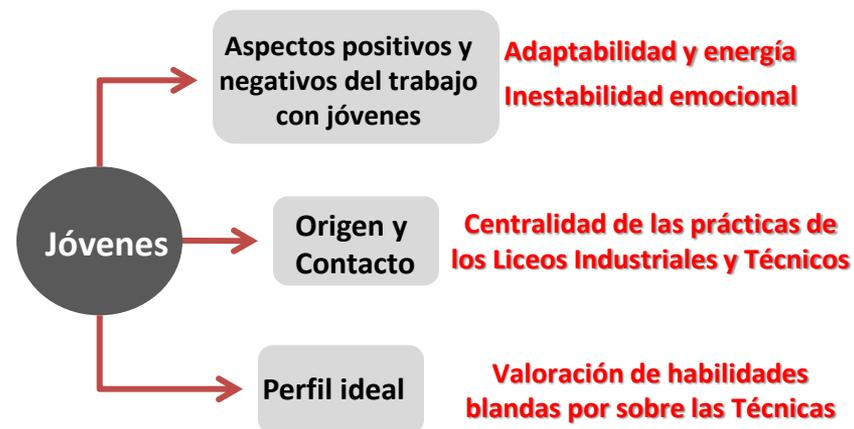 Aspectos positivos y
negativos del trabajo
con jóvenes
Adaptabilidad y energía
Inestabilidad emocional
Jóvenes
Origen y
Contacto
Centralidad de las prácticas de
los Liceos Industriales y Técnicos
Perfil ideal
Valoración de habilidades
blandas por sobre las Técnicas